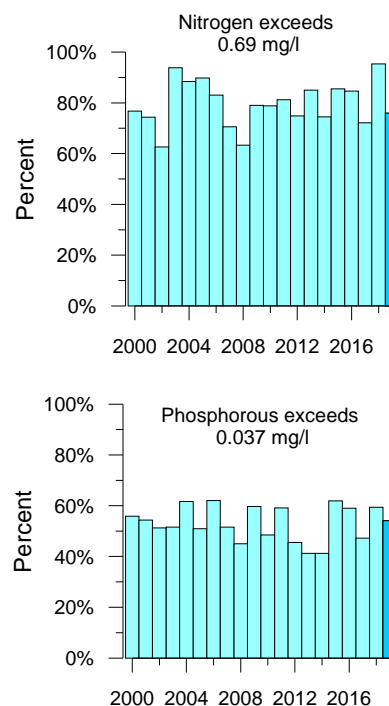 Nitrogen exceeds
0.69 mg/l
100%
80%
60%
40%
20%
0%
Percent
2000 2004 2008 2012 2016
Phosphorous exceeds
0.037 mg/l
100%
80%
60%
40%
20%
0%
Percent
2000 2004 2008 2012 2016